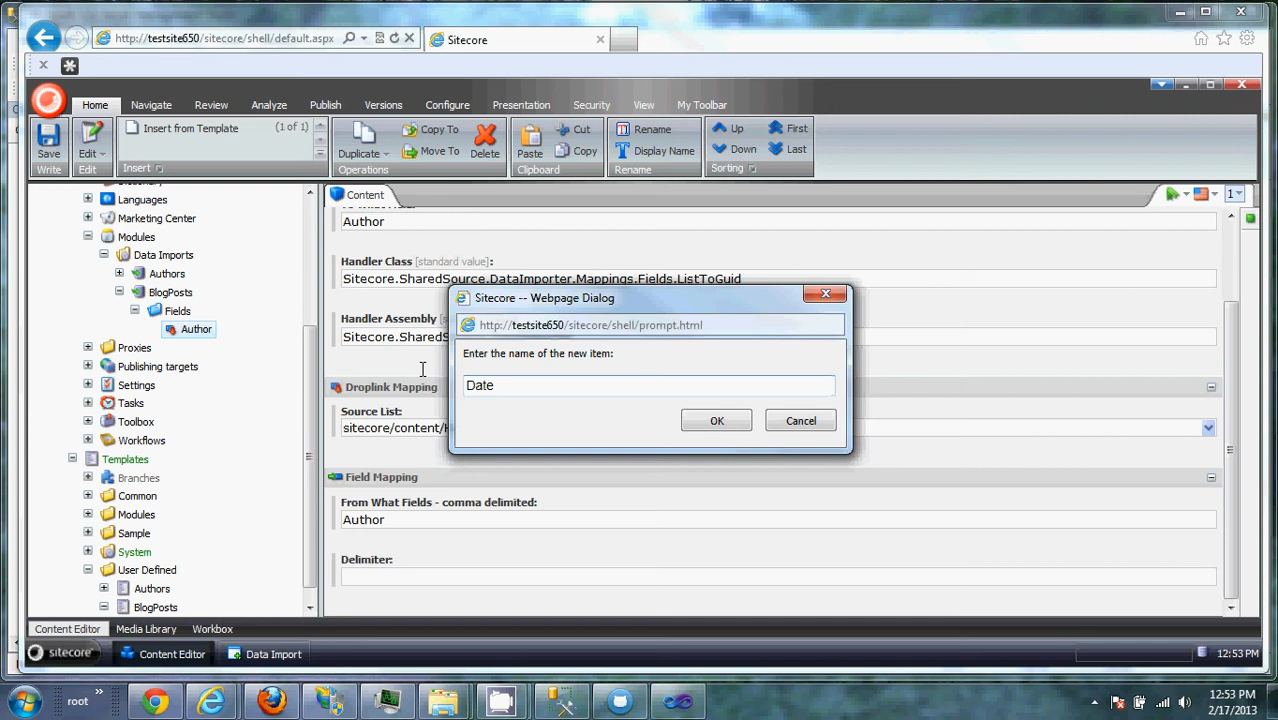 http://testsite650/sitecore/shell/default.aspx
Sitecore
Home Navigate Review Analyze Publish Versions Configure Presentation Security View My Toolbar
Save
Write
Edit
Edit
Insert from Template (1 of 1)
Insert
Duplicate
Copy To
Move To
Delete
Operations
Paste
Cut
Copy
Clipboard
Rename
Display Name
Rename
Up
Down
First
Last
Sorting
Languages
Marketing Center
Modules
Data Imports
Authors
BlogPosts
Fields
Author
Proxies
Publishing targets
Settings
Tasks
Toolbox
Workflows
Templates
Branches
Common
Modules
Sample
System
User Defined
Authors
BlogPosts
Content
1
Author
Handler Class [standard value]:
Sitecore.SharedSource.DataImporter.Mappings.Fields.ListToGuid
Handler Assembly
Sitecore.SharedS
Droplink Mapping
Source List:
sitecore/content/
Field Mapping
From What Fields - comma delimited:
Author
Delimiter:
Sitecore -- Webpage Dialog
http://testsite650/sitecore/shell/prompt.html
Enter the name of the new item:
Date
OK Cancel
Content Editor Media Library Workbox
sitecore Content Editor Data Import 12:53 PM
root
12:53 PM
2/17/2013